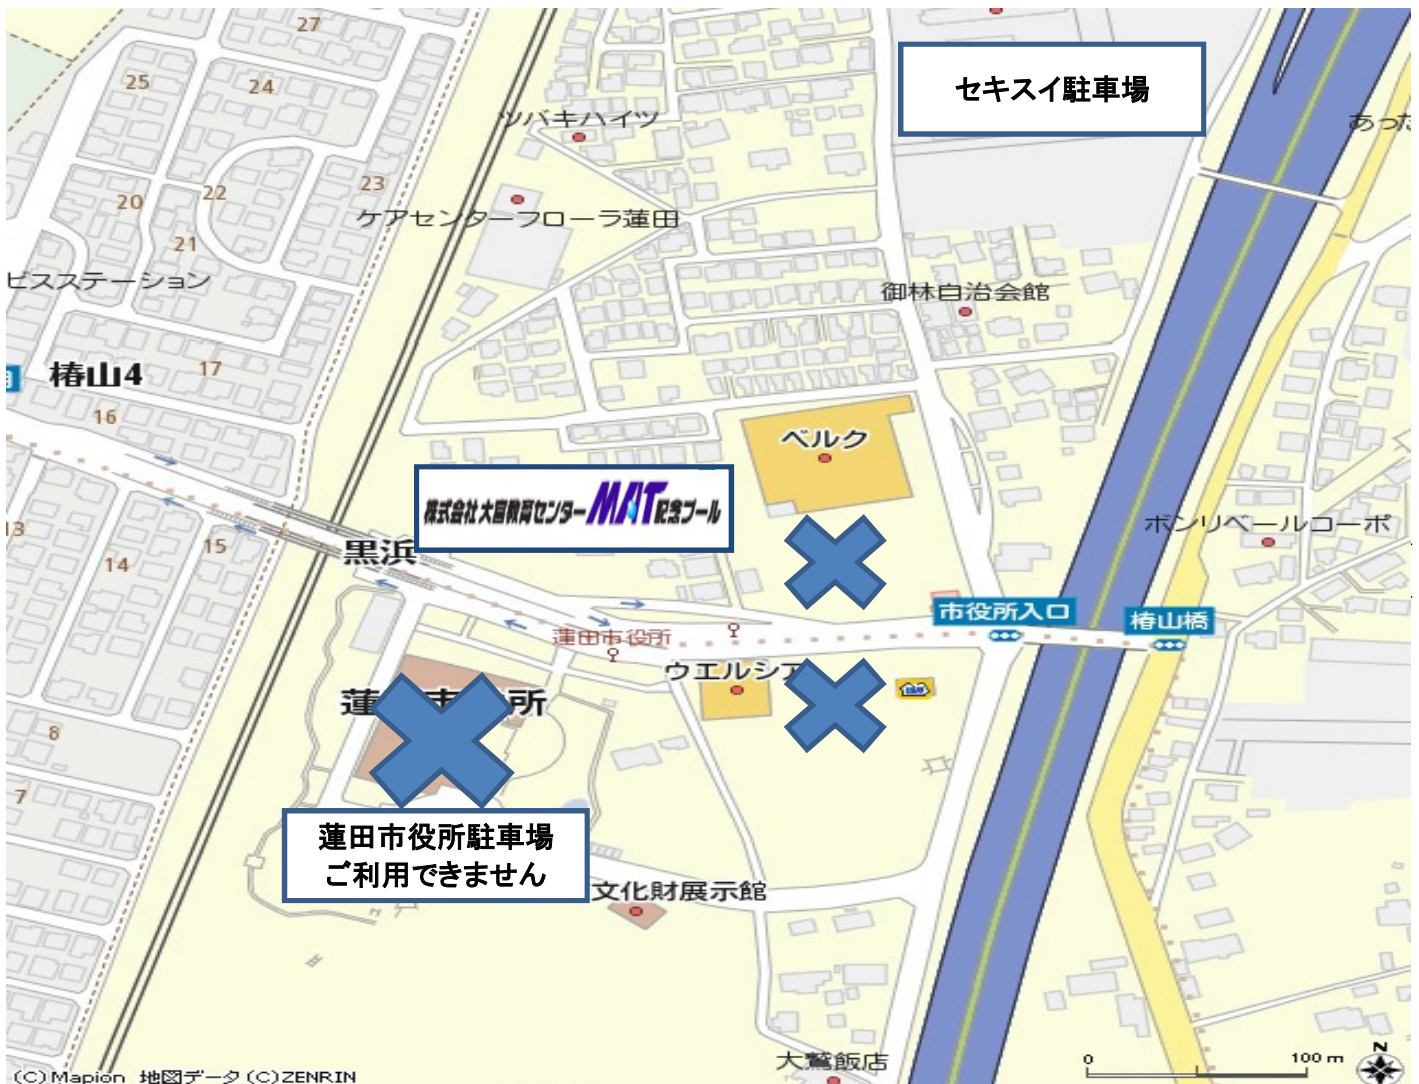 27
25
24
23
22
20
21
ツバキハイツ
セキスイ駐車場
ケアセンターフローラ蓮田
ビスステーション
御林自治会館
椿山4
17
16
ベルク
株式会社大宮教育センターMAT記念プール
13
15
14
黒浜
ボンリベールコーポ
市役所入口
椿山橋
蓮田市役所
ウエルシア
8
7
蓮田市役所駐車場
ご利用できません
文化財展示館
大鷲飯店
0
100 m
N
(C)Mapion 地図データ(C)ZENRIN